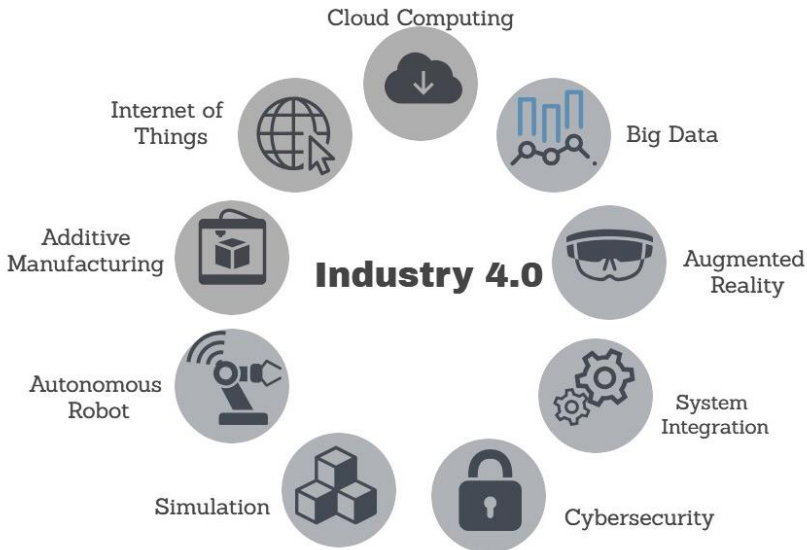 Cloud Computing
Internet of
Things
Big Data
Additive
Manufacturing
Industry 4.0
Augmented
Reality
Autonomous
Robot
System
Integration
Simulation
Cybersecurity